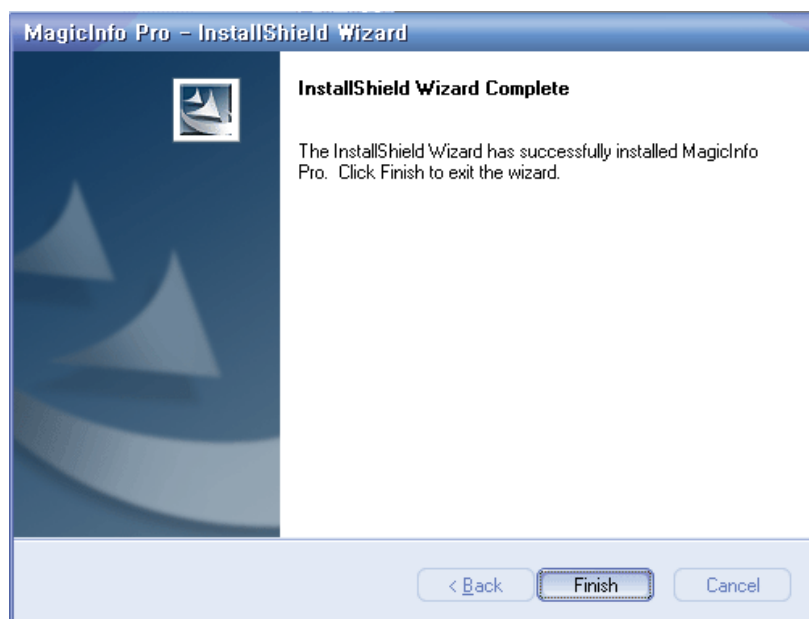 MagicInfo Pro - InstallShield Wizard
InstallShield Wizard Complete
The InstallShield Wizard has successfully installed MagicInfo
Pro. Click Finish to exit the wizard.
< Back
Finish
Cancel